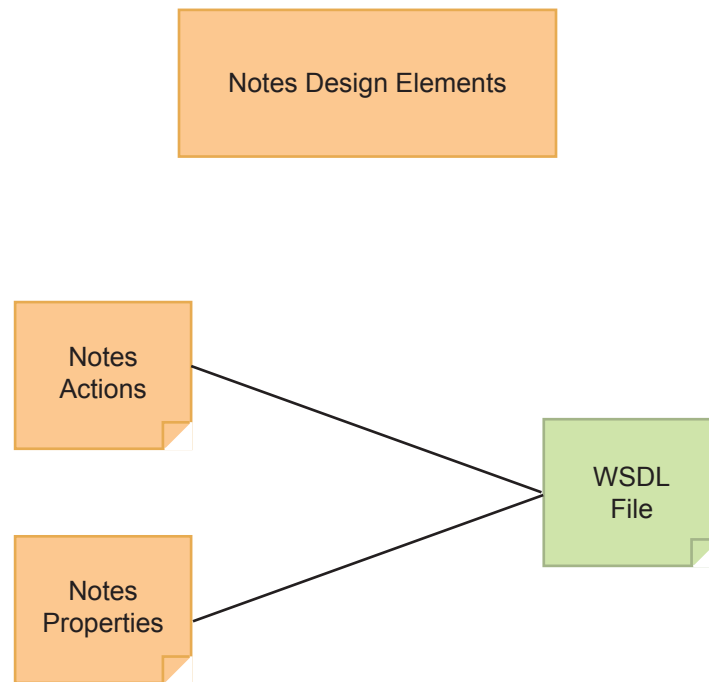 Notes Design Elements
Notes
Actions
WSDL
File
Notes
Properties